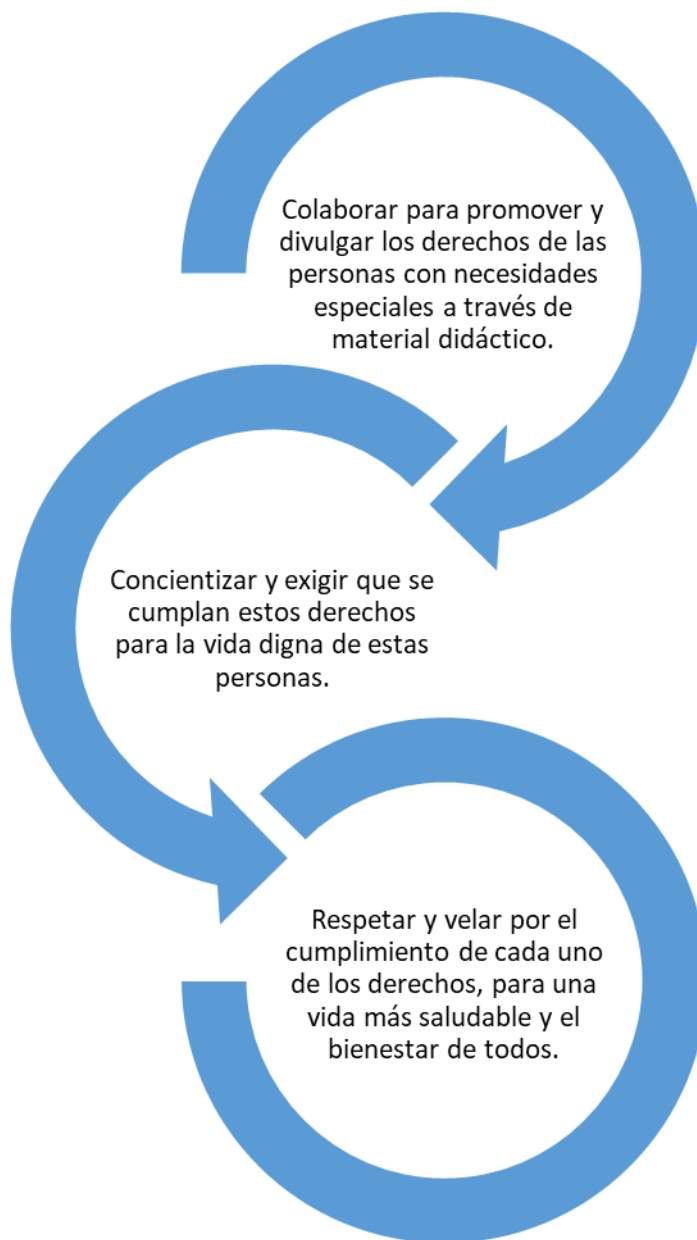 Colaborar para promover y
divulgar los derechos de las
personas con necesidades
especiales a través de
material didáctico.
Concientizar y exigir que se
cumplan estos derechos
para la vida digna de estas
personas.
Respetar y velar por el
cumplimiento de cada uno
de los derechos, para una
vida más saludable y el
bienestar de todos.